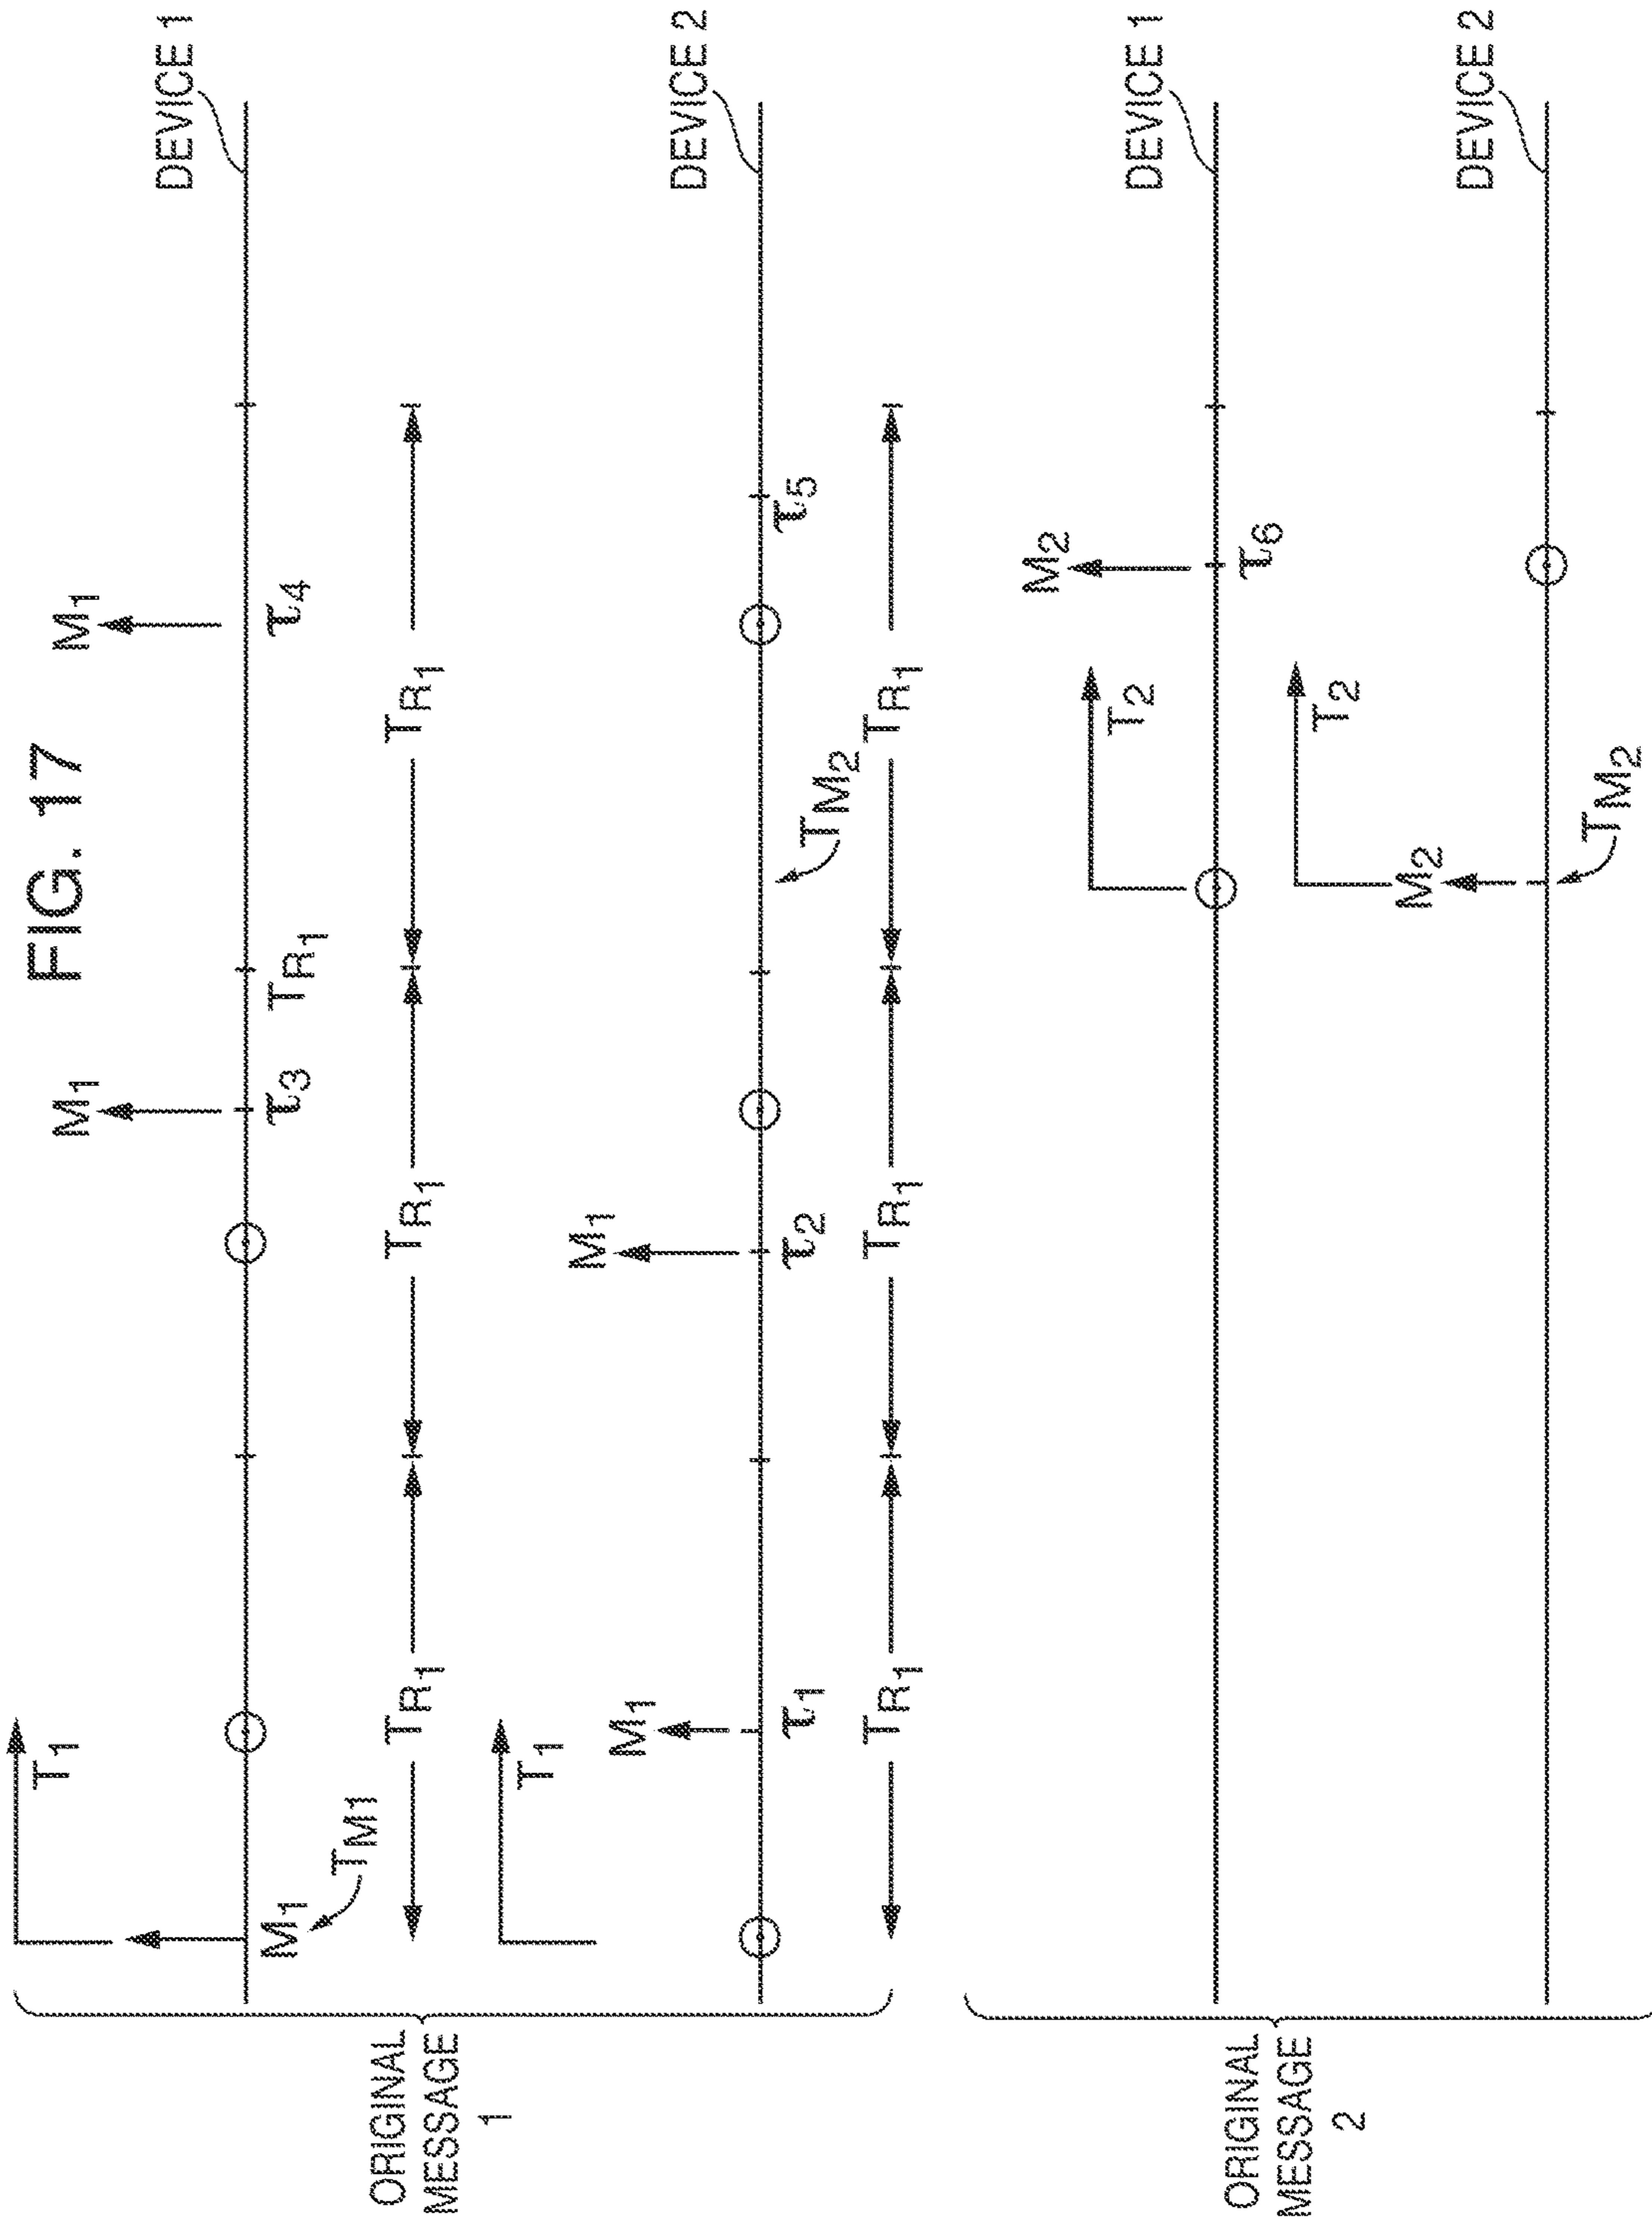 FIG. 17
T1
M1
M1
DEVICE 1
M1
τ3
TR1
τ4
TM1
TR1
TR1
TR1
ORIGINAL
MESSAGE
1
T1
M1
M1
DEVICE 2
τ1
τ2
τ5
TM2
TR1
TR1
TR1
M2
T2
DEVICE 1
τ6
ORIGINAL
MESSAGE
2
T2
M2
DEVICE 2
TM2